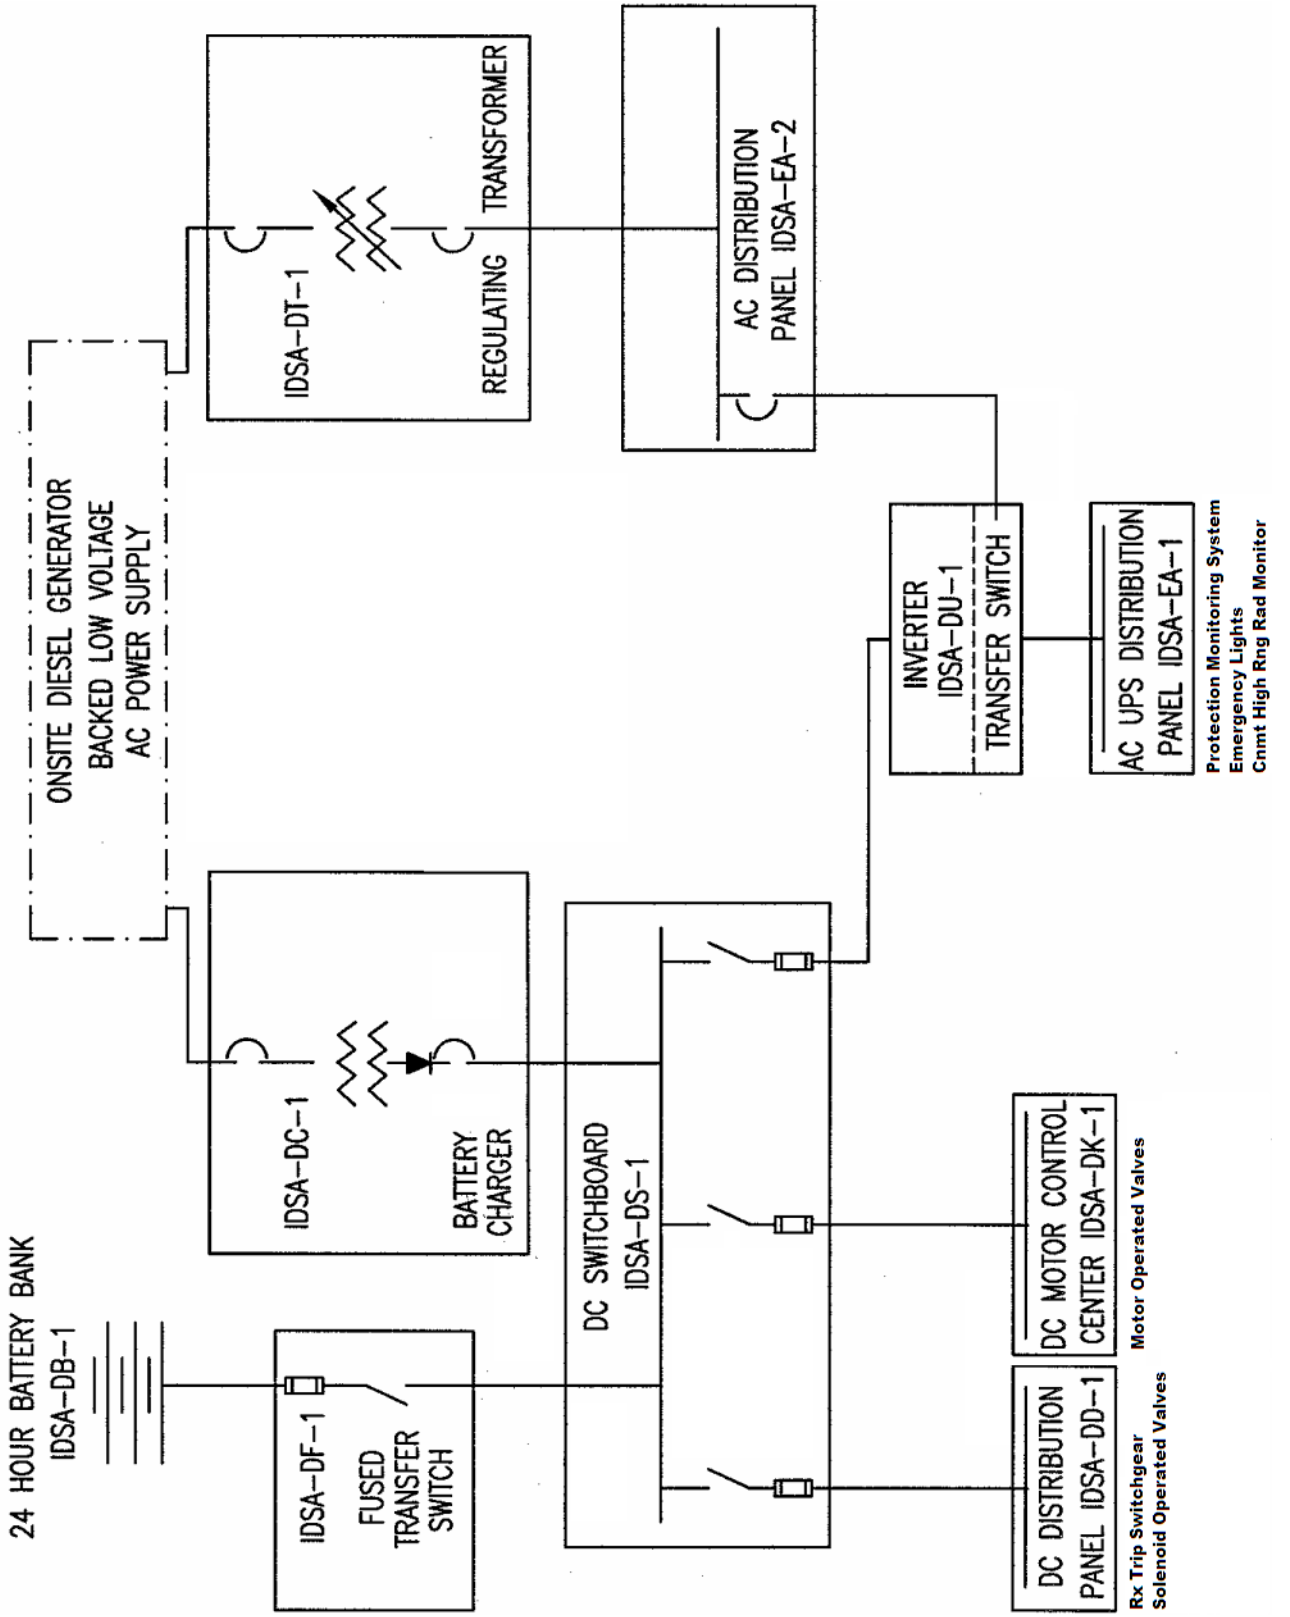 24 HOUR BATTERY BANK
IDSA-DB-1
ONSITE DIESEL GENERATOR
BACKED LOW VOLTAGE
AC POWER SUPPLY
IDSA-DF-1
FUSED
TRANSFER
SWITCH
IDSA-DC-1
BATTERY
CHARGER
IDSA-DT-1
REGULATING TRANSFORMER
DC SWITCHBOARD
IDSA-DS-1
AC DISTRIBUTION
PANEL IDSA-EA-2
INVERTER
IDSA-DU-1
TRANSFER SWITCH
DC DISTRIBUTION
PANEL IDSA-DD-1
Rx Trip Switchgear
Solenoid Operated Valves
DC MOTOR CONTROL
CENTER IDSA-DK-1
Motor Operated Valves
AC UPS DISTRIBUTION
PANEL IDSA-EA-1
Protection Monitoring System
Emergency Lights
Cnmt High Rng Rad Monitor